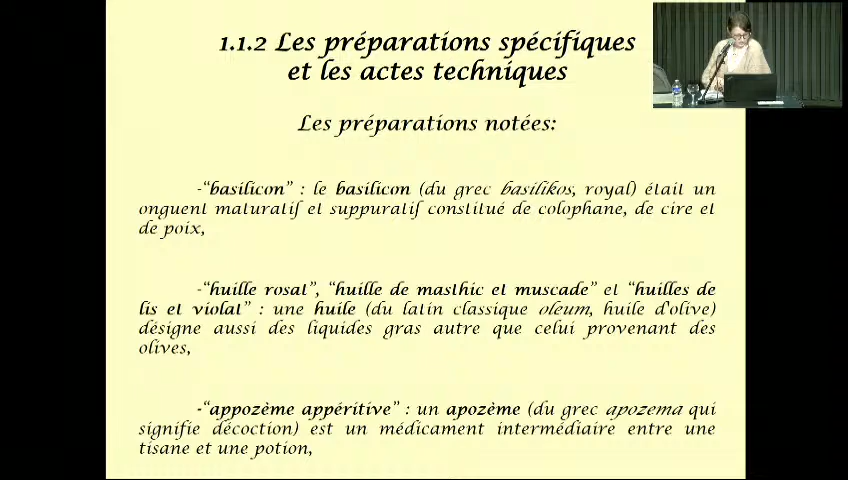 1.1.2 Les préparations spécifiques
et les actes techniques
Les préparations notées:
-“basilicon” : le basilicon (du grec basilikos, royal) était un
onguent maturatif et suppuratif constitué de colophane, de cire et
de poix,
-“huille rosat”, “huille de masthic et muscade” et “huilles de
lis et violat” : une huile (du latin classique oleum, huile d'olive)
désigne aussi des liquides gras autre que celui provenant des
olives,
-“appozème appéritive” : un apozème (du grec apozema qui
signifie décoction) est un médicament intermédiaire entre une
tisane et une potion,